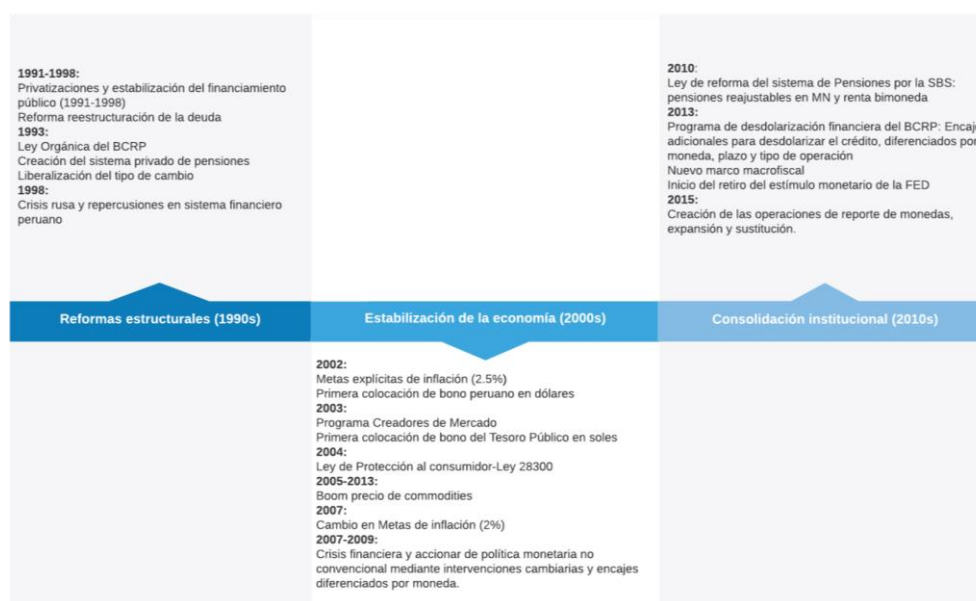 1991-1998:
Privatizaciones y estabilización del financiamiento
público (1991-1998)
Reforma reestructuración de la deuda
1993:
Ley Orgánica del BCRP
Creación del sistema privado de pensiones
Liberalización del tipo de cambio
1998:
Crisis rusa y repercusiones en sistema financiero
peruano
Reformas estructurales (1990s)
Estabilización de la economía (2000s)
2002:
Metas explícitas de inflación (2.5%)
Primera colocación de bono peruano en dólares
2003:
Programa Creadores de Mercado
Primera colocación de bono del Tesoro Público en soles
2004:
Ley de Protección al consumidor-Ley 28300
2005-2013:
Boom precio de commodities
2007:
Cambio en Metas de inflación (2%)
2007-2009:
Crisis financiera y accionar de política monetaria no
convencional mediante intervenciones cambiarias y encajes
diferenciados por moneda.
2010:
Ley de reforma del sistema de Pensiones por la SBS:
pensiones reajustables en MN y renta bimoneda
2013:
Programa de desdolarización financiera del BCRP: Encaje
adicionales para desdolarizar el crédito, diferenciados por
moneda, plazo y tipo de operación
Nuevo marco macrofiscal
Inicio del retiro del estímulo monetario de la FED
2015:
Creación de las operaciones de reporte de monedas,
expansión y sustitución.
Consolidación institucional (2010s)